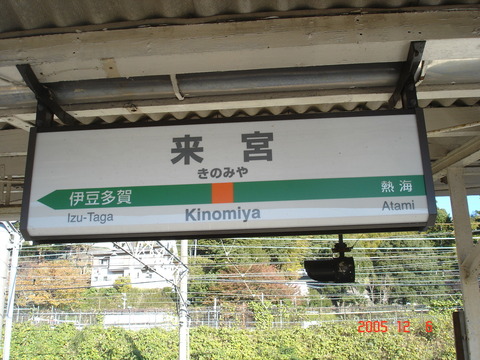 来宮
きのみや
伊豆多賀
熱海
Izu-Taga
Kinomiya
Atami
2005 12 8